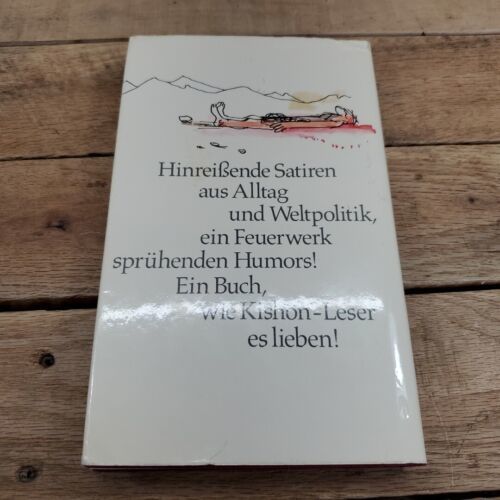 Hinreißende Satiren
aus Alltag
und Weltpolitik,
ein Feuerwerk
sprühenden Humors!
Ein Buch,
wie Kishon-Leser
es lieben!